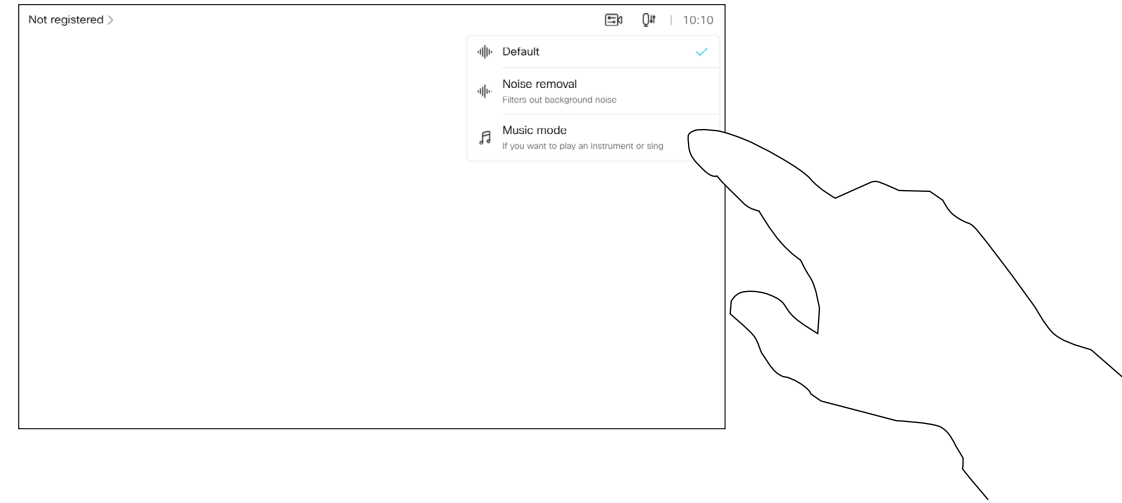 Not registered >
10:10
Default
Noise removal
Filters out background noise
Music mode
If you want to play an instrument or sing